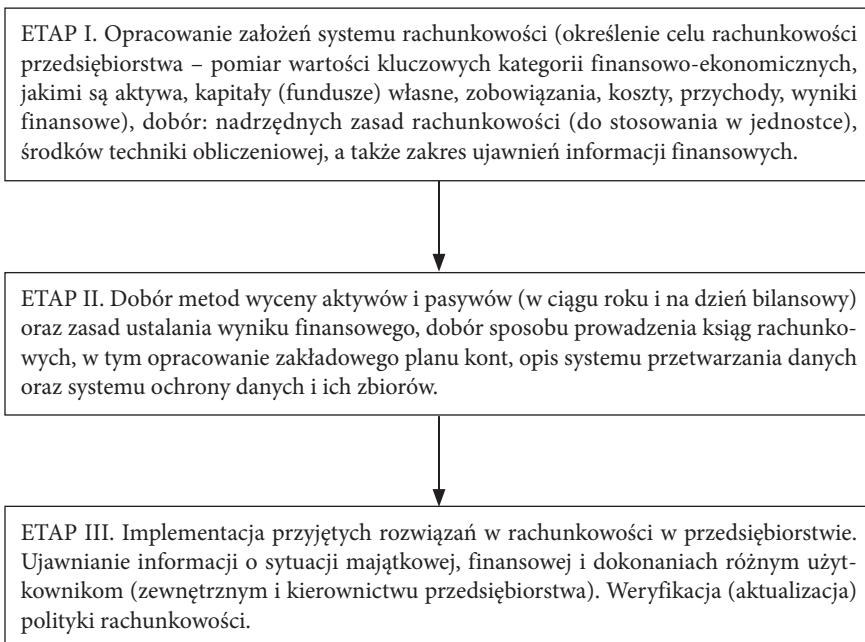 ETAP I. Opracowanie założeń systemu rachunkowości (określenie celu rachunkowości
przedsiębiorstwa – pomiar wartości kluczowych kategorii finansowo-ekonomicznych,
jakimi są aktywa, kapitały (fundusze) własne, zobowiązania, koszty, przychody, wyniki
finansowe), dobór: nadrzędnych zasad rachunkowości (do stosowania w jednostce),
środków techniki obliczeniowej, a także zakres ujawnień informacji finansowych.
ETAP II. Dobór metod wyceny aktywów i pasywów (w ciągu roku i na dzień bilansowy)
oraz zasad ustalania wyniku finansowego, dobór sposobu prowadzenia ksiąg rachunko-
wych, w tym opracowanie zakładowego planu kont, opis systemu przetwarzania danych
oraz systemu ochrony danych i ich zbiorów.
ETAP III. Implementacja przyjętych rozwiązań w rachunkowości w przedsiębiorstwie.
Ujawnianie informacji o sytuacji majątkowej, finansowej i dokonaniach różnym użyt-
kownikom (zewnętrznym i kierownictwu przedsiębiorstwa). Weryfikacja (aktualizacja)
polityki rachunkowości.